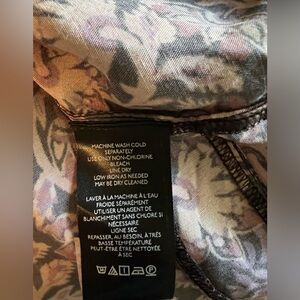 MACHINE WASH COLD
SEPARATELY
USE ONLY NON-CHLORINE
BLEACH
LINE DRY
LOW IRON AS NEEDED
MAY BE DRY CLEANED
LAVER À LA MACHINE ET À L'EAU
FROIDE SÉPARÉMENT
UTILISER UN AGENT DE
BLANCHIMENT SANS CHLORE SI
NÉCESSAIRE
LIGNE SEC
REPASSER, AU BESOIN, À TRÈS
BASSE TEMPÉRATURE
PEUT-ÊTRE ÊTRE NETTOYÉE
À SEC